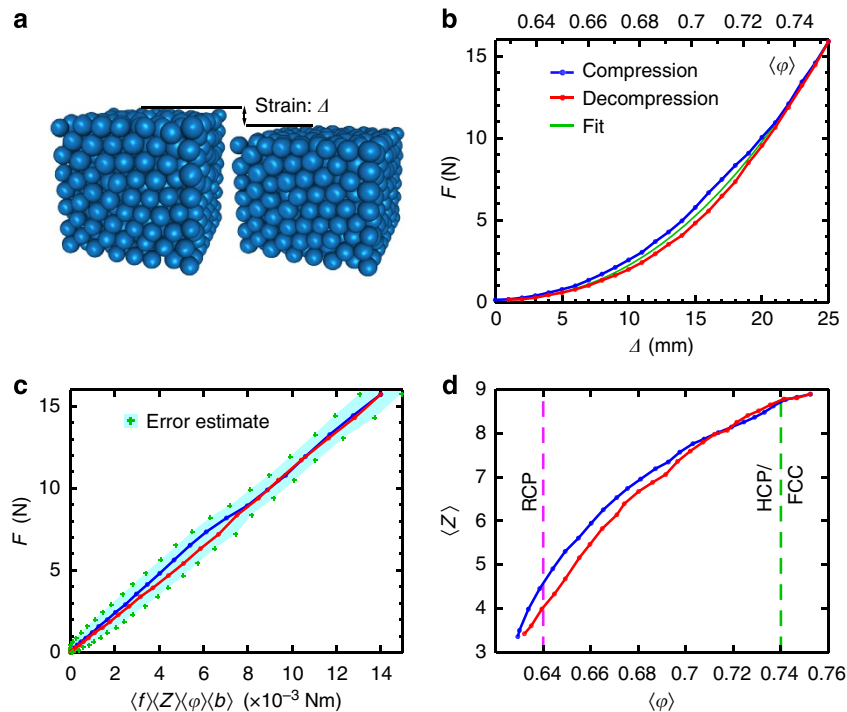 a
Strain: Δ
b
0.64 0.66 0.68 0.7 0.72 0.74
⟨φ⟩
Compression
Decompression
Fit
15
10
5
0
F (N)
0 5 10 15 20 25
Δ (mm)
c
Error estimate
15
10
5
0
F (N)
0 2 4 6 8 10 12 14
⟨f⟩⟨Z⟩⟨φ⟩⟨b⟩ (×10⁻³ Nm)
d
9
8
7
6
5
4
3
⟨Z⟩
RCP
HCP/
FCC
0.64 0.66 0.68 0.7 0.72 0.74 0.76
⟨φ⟩